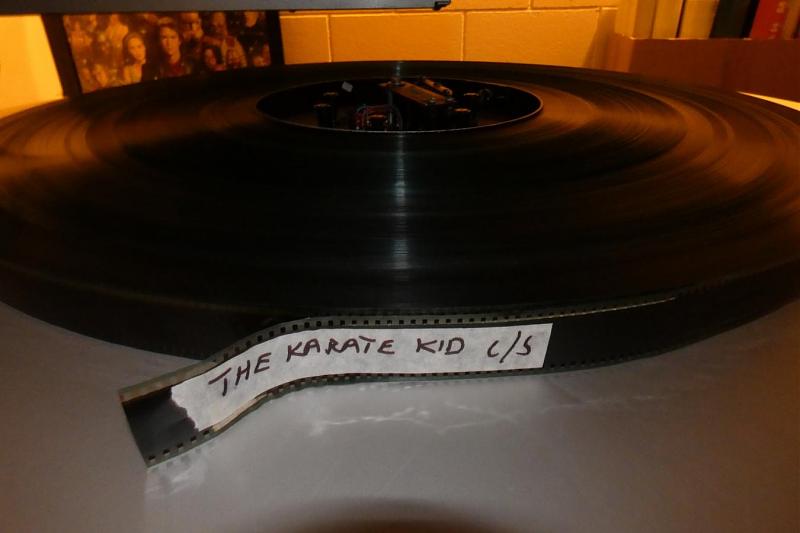 THE KARATE KID C/S